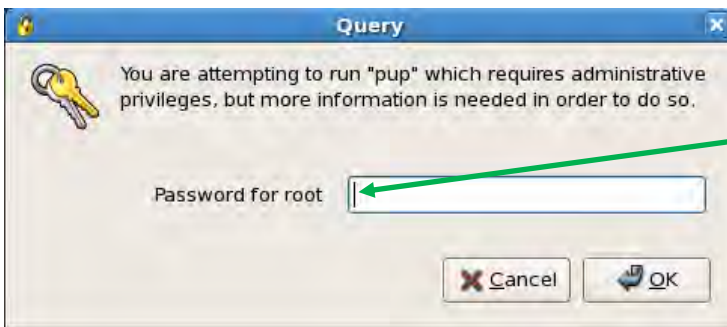 Query
You are attempting to run "pup" which requires administrative
privileges, but more information is needed in order to do so.
Password for root
Cancel OK